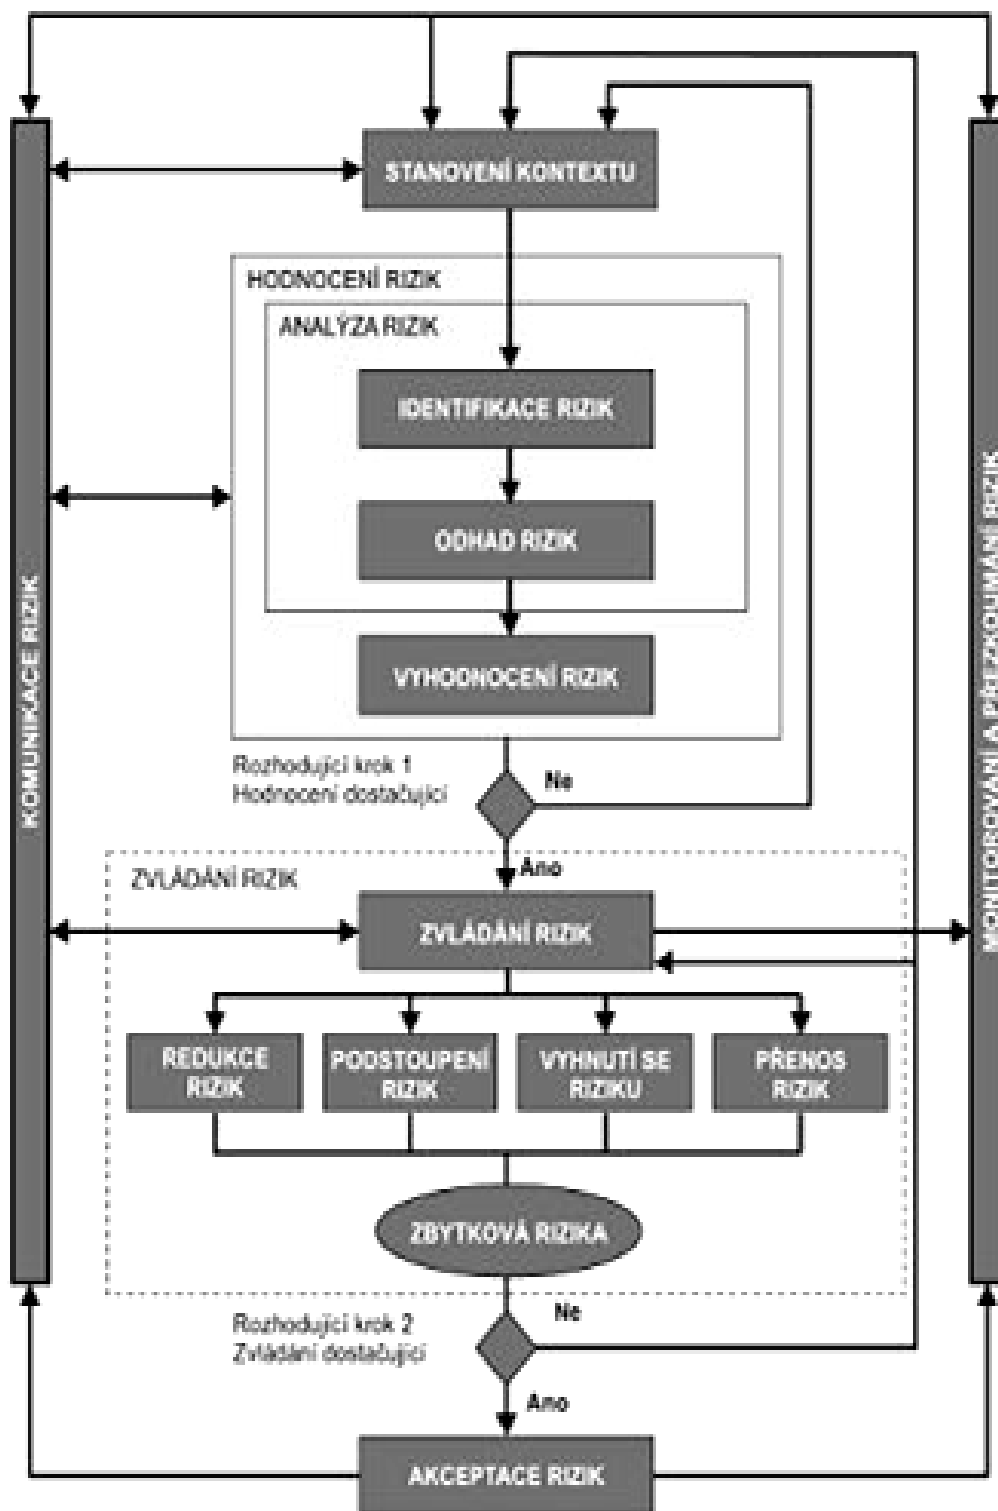 STANOVENÍ KONTEXTU
HODNOCENÍ RIZIK
ANALÝZA RIZIK
IDENTIFIKACE RIZIK
ODHAD RIZIK
VYHODNOCENÍ RIZIK
KOMUNIKACE RIZIK
MONITOROVÁNÍ A PŘEZKOUMÁNÍ RIZIK
Rozhodující krok 1
Hodnocení dostačující
Ne
Ano
ZVLÁDÁNÍ RIZIK
ZVLÁDÁNÍ RIZIK
REDUKCE
RIZIK
PODSTOUPENÍ
RIZIK
VYHNUTÍ SE
RIZIKU
PŘENOS
RIZIK
ZBYTKOVÁ RIZIKA
Rozhodující krok 2
Zvládání dostačující
Ne
Ano
AKCEPTACE RIZIK